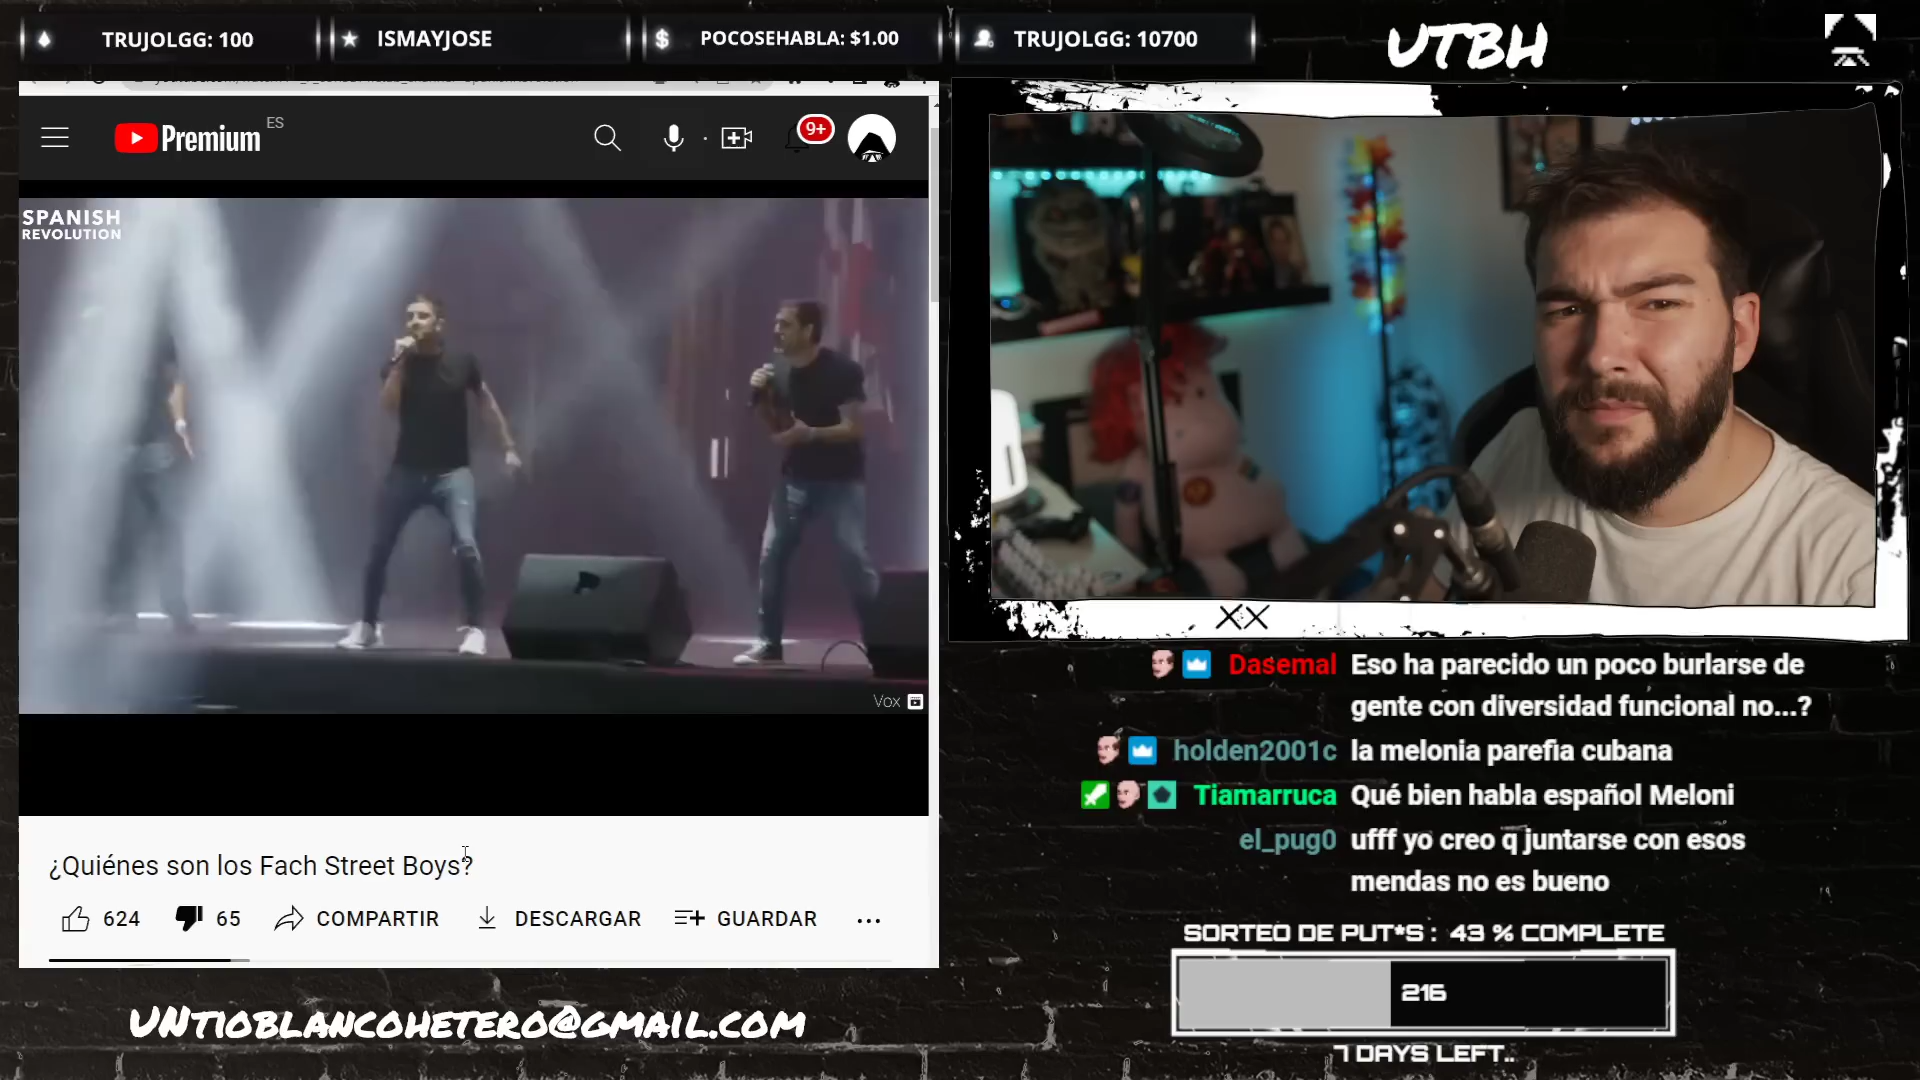 TRUJOLGG: 100
ISMAYJOSE
POCOSEHABLA: $1.00
TRUJOLGG: 10700
UTBH
Premium
ES
9+
SPANISH
REVOLUTION
Vox
¿Quiénes son los Fach Street Boys?
624
65
COMPARTIR
DESCARGAR
GUARDAR
UNTIOBLANCOHETERO@GMAIL.COM
XX
Dasemal Eso ha parecido un poco burlarse de
gente con diversidad funcional no...?
holden2001c la melonia parefia cubana
Tiamarruca Qué bien habla español Meloni
el_pug0 ufff yo creo q juntarse con esos
mendas no es bueno
SORTEO DE PUT*S : 43 % COMPLETE
216
7 DAYS LEFT..